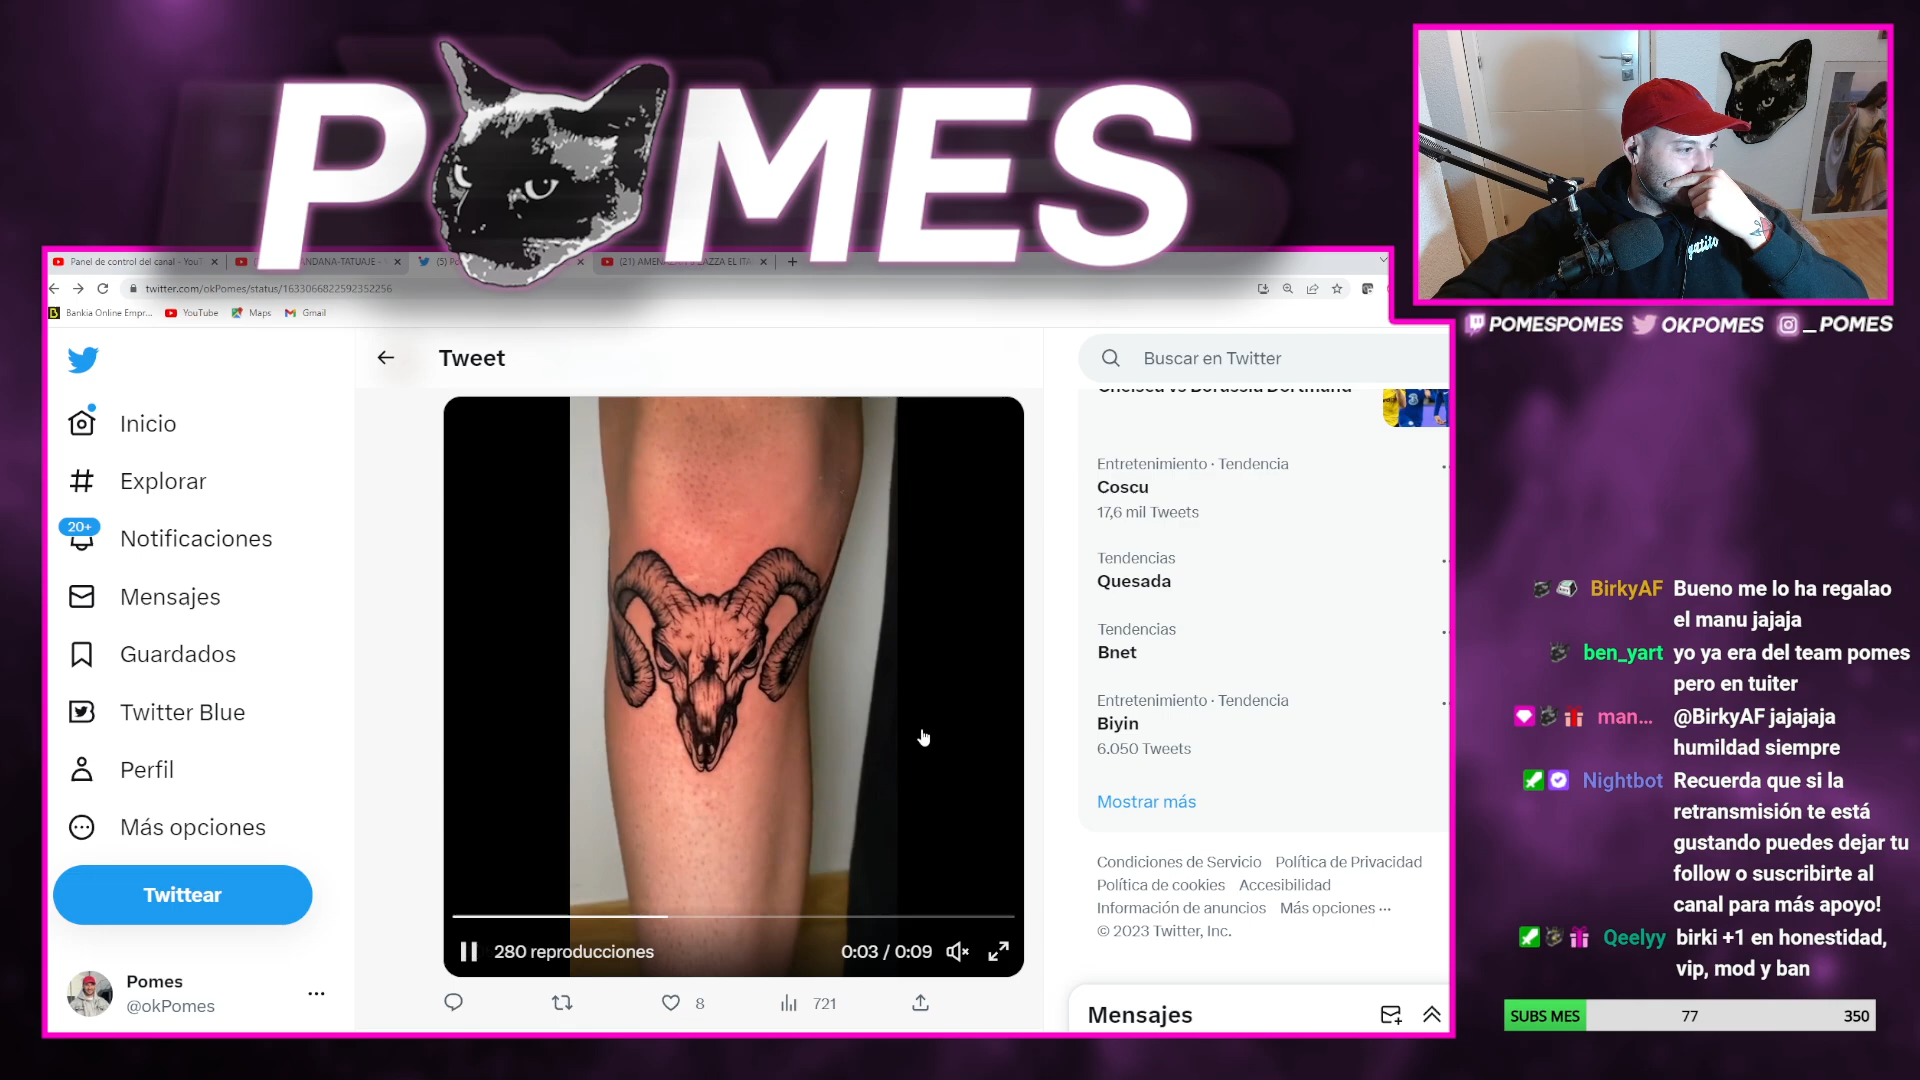 POMES
Panel de control del canal - YouT
ANDANA-TATUAJE -
twitter.com/okPomes/status/1633066822592352256
Bankia Online Empr...
YouTube
Maps
Gmail
Tweet
Buscar en Twitter
Inicio
Explorar
20+
Notificaciones
Mensajes
Guardados
Twitter Blue
Perfil
Más opciones
Twittear
Pomes
@okPomes
280 reproducciones
0:03 / 0:09
8
721
Chelsea vs Borussia Dortmund
Entretenimiento · Tendencia
Coscu
17,6 mil Tweets
Tendencias
Quesada
Tendencias
Bnet
Entretenimiento · Tendencia
Biyin
6.050 Tweets
Mostrar más
Condiciones de Servicio Política de Privacidad
Política de cookies Accesibilidad
Información de anuncios Más opciones ···
© 2023 Twitter, Inc.
Mensajes
gatito
POMESPOMES OKPOMES _POMES
BirkyAF Bueno me lo ha regalao
el manu jajaja
ben_yart yo ya era del team pomes
pero en tuiter
man... @BirkyAF jajajaja
humildad siempre
Nightbot Recuerda que si la
retransmisión te está
gustando puedes dejar tu
follow o suscribirte al
canal para más apoyo!
Qeelyy birki +1 en honestidad,
vip, mod y ban
SUBS MES 77 350